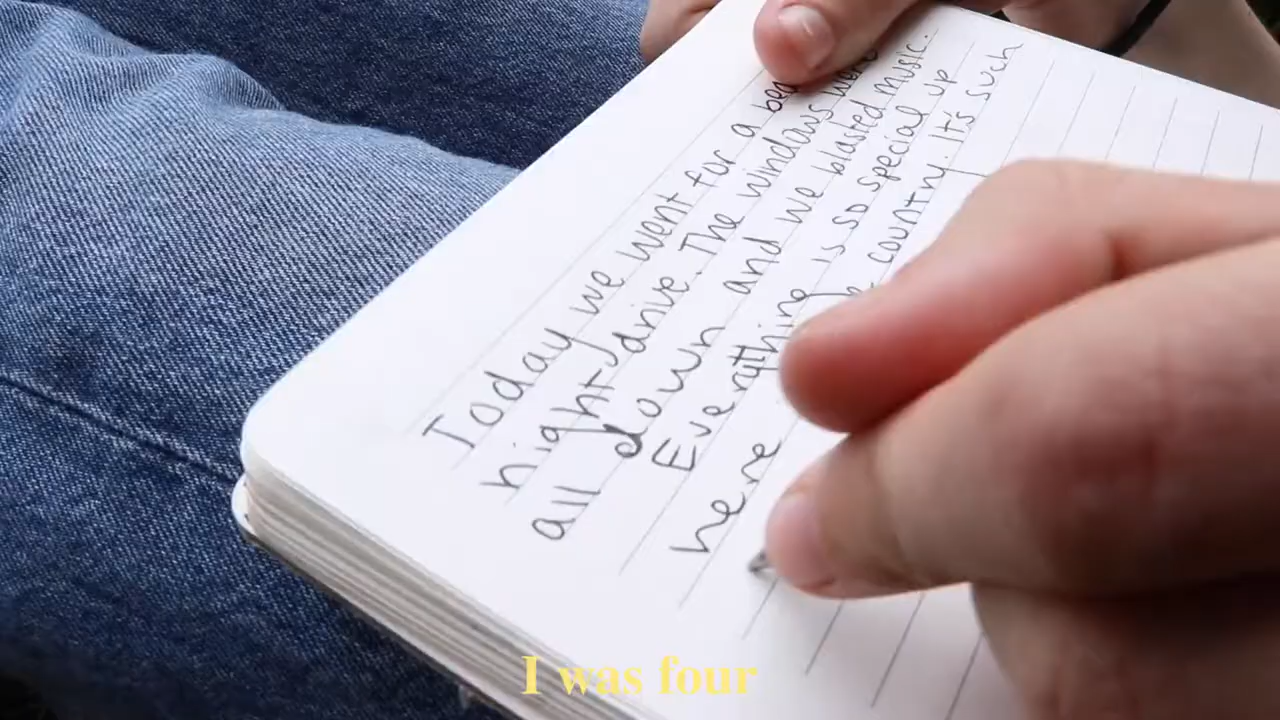 Today we went for a
night drive. The windows were
all down and we blasted music.
Everything is so special up
here country. It's such
I was four